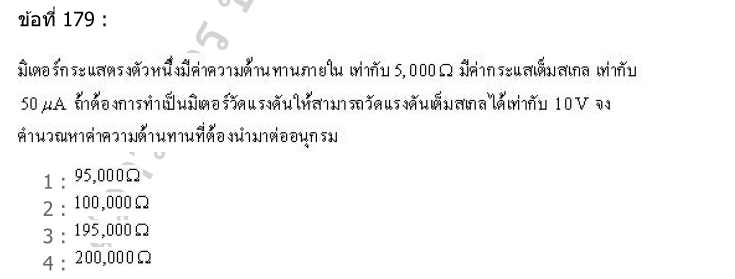 ข้อที่ 179 :
มิเตอร์กระแสตรงตัวหนึ่งมีค่าความต้านทานภายใน เท่ากับ 5,000 Ω มีค่ากระแสเต็มสเกล เท่ากับ
50 μA ถ้าต้องการทำเป็นมิเตอร์วัดแรงดันให้สามารถวัดแรงดันเต็มสเกลได้เท่ากับ 10 V จง
คำนวณหาค่าความต้านทานที่ต้องนำมาต่ออนุกรม
1 : 95,000 Ω
2 : 100,000 Ω
3 : 195,000 Ω
4 : 200,000 Ω